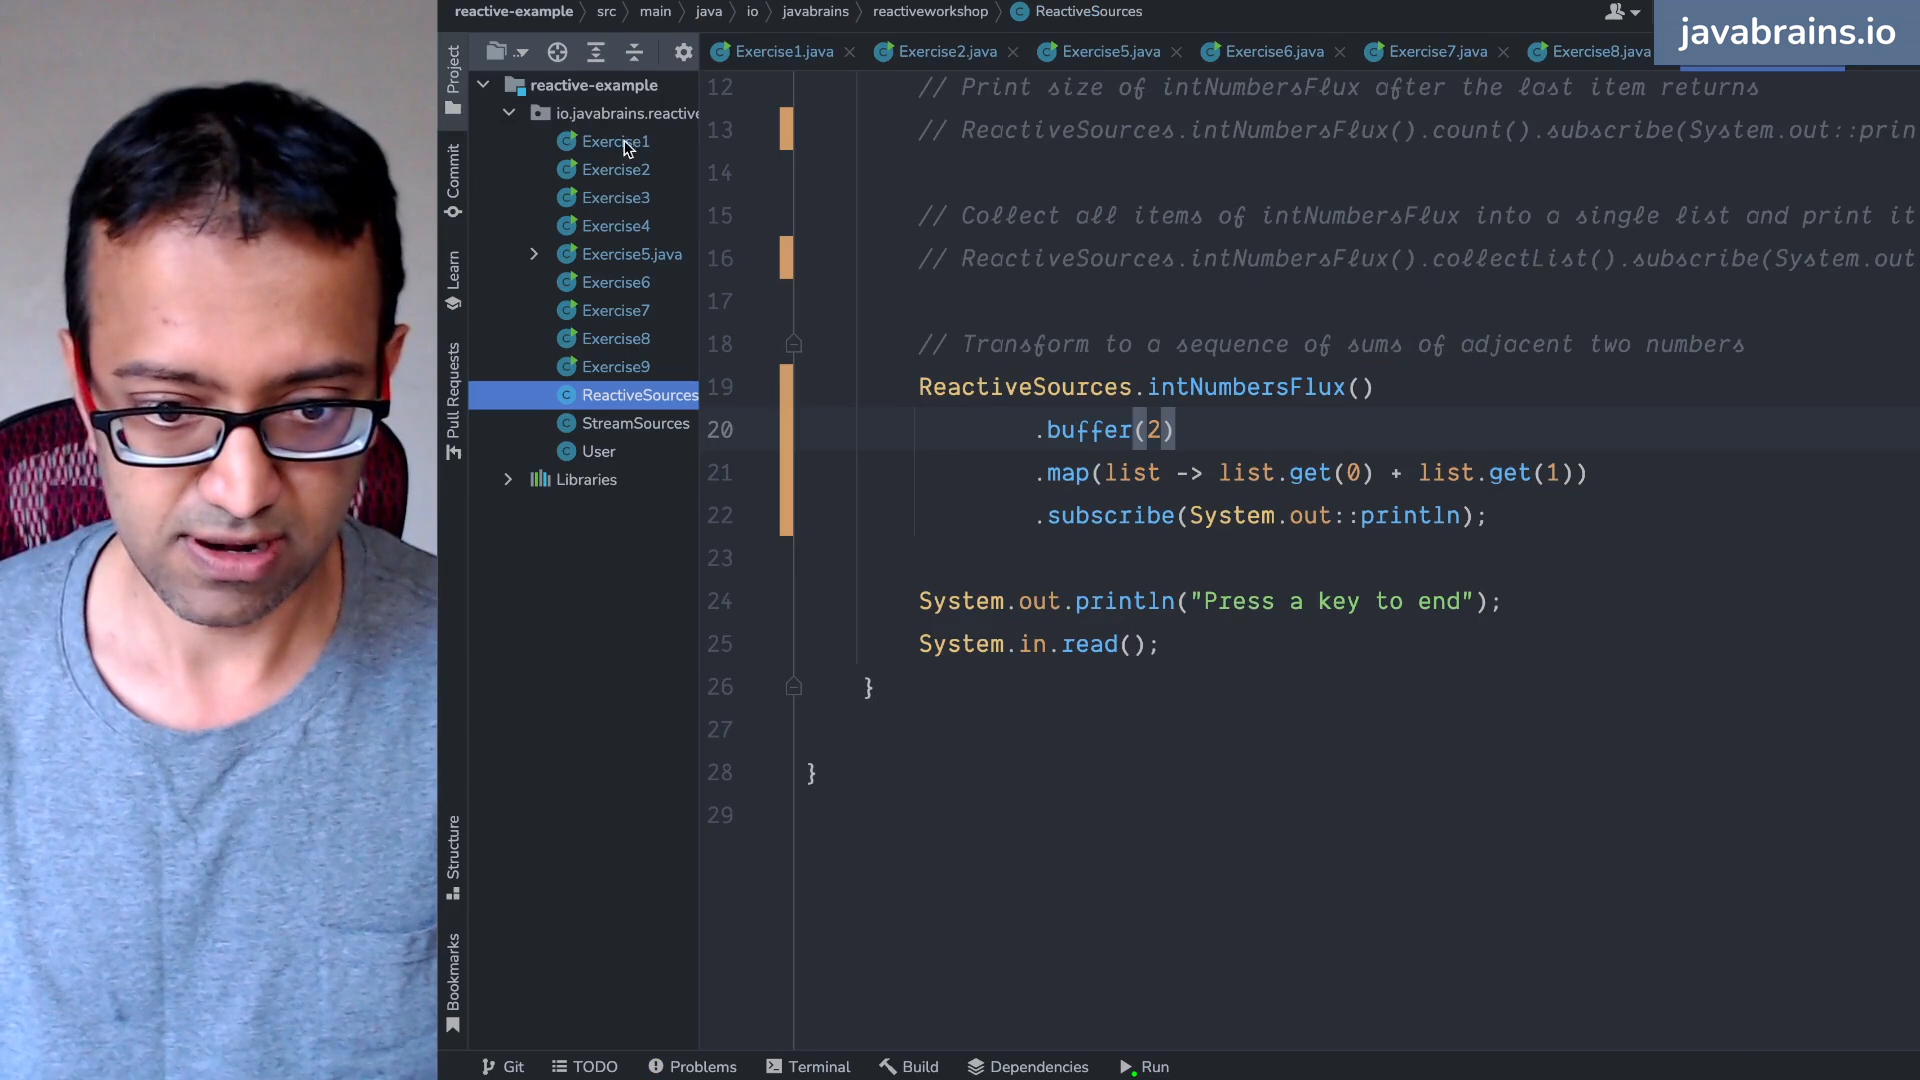 reactive-example src main java io javabrains reactiveworkshop ReactiveSources
javabrains.io
Exercise1.java Exercise2.java Exercise5.java Exercise6.java Exercise7.java Exercise8.java
Project
Commit
Learn
Pull Requests
Structure
Bookmarks
reactive-example
io.javabrains.reactive
Exercise1
Exercise2
Exercise3
Exercise4
Exercise5.java
Exercise6
Exercise7
Exercise8
Exercise9
ReactiveSources
StreamSources
User
Libraries
12 // Print size of intNumbersFlux after the last item returns
13 // ReactiveSources.intNumbersFlux().count().subscribe(System.out::prin
14
15 // Collect all items of intNumbersFlux into a single list and print it
16 // ReactiveSources.intNumbersFlux().collectList().subscribe(System.out
17
18 // Transform to a sequence of sums of adjacent two numbers
19 ReactiveSources.intNumbersFlux()
20 .buffer(2)
21 .map(list -> list.get(0) + list.get(1))
22 .subscribe(System.out::println);
23
24 System.out.println("Press a key to end");
25 System.in.read();
26 }
27
28 }
29
Git TODO Problems Terminal Build Dependencies Run